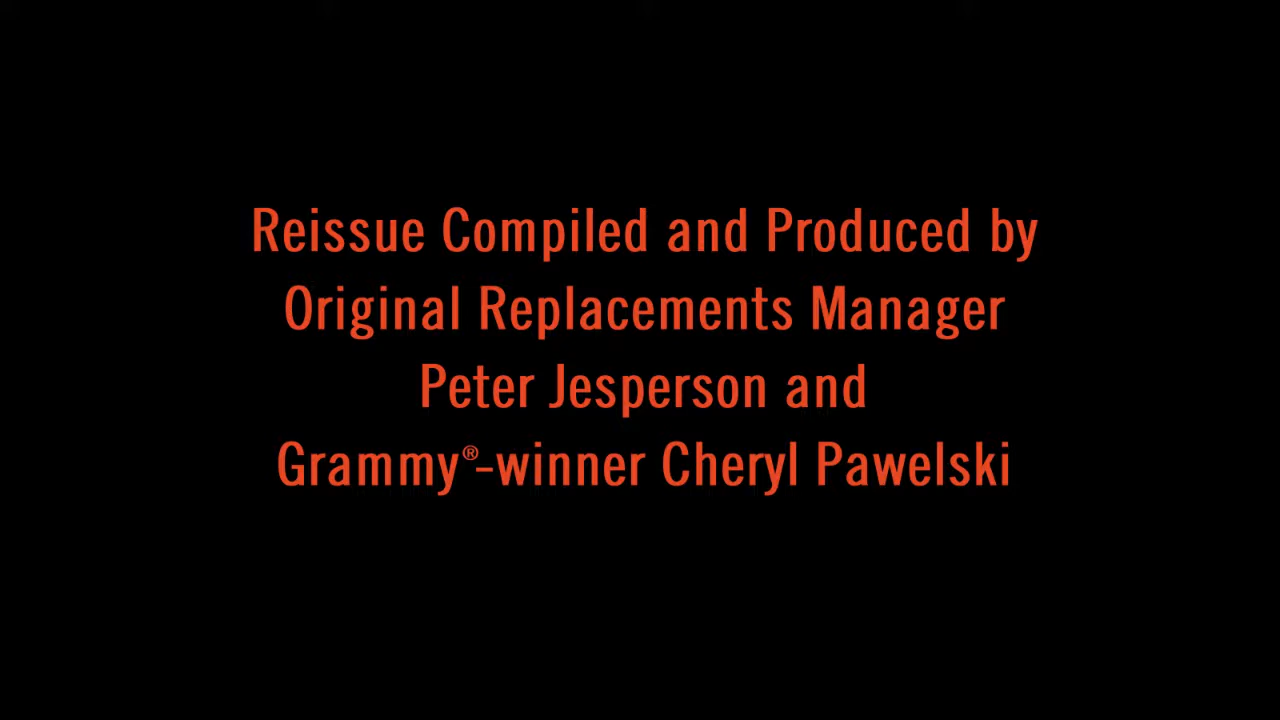 Reissue Compiled and Produced by
Original Replacements Manager
Peter Jesperson and
Grammy®-winner Cheryl Pawelski